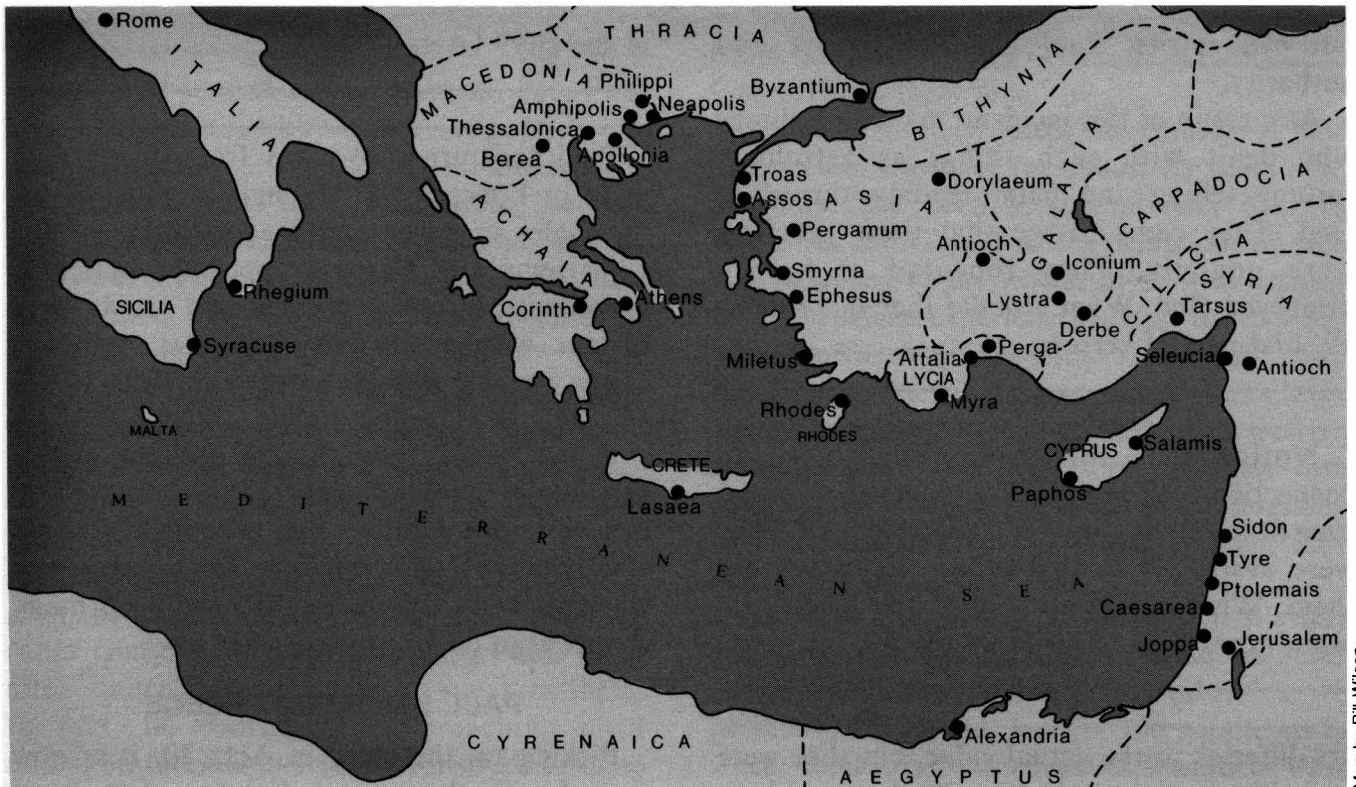 Rome
ITALIA
THRACIA
MACEDONIA
Philippi
Amphipolis
Neapolis
Thessalonica
Berea
Apollonia
Byzantium
BITHYNIA
Troas
Assos
ASIA
Dorylaeum
GALATIA
CAPPADOCIA
Pergamum
Antioch
Iconium
ACHAIA
Smyrna
Ephesus
Lystra
Derbe
CILICIA
SYRIA
Tarsus
Rhegium
SICILIA
Syracuse
Corinth
Athens
Miletus
Attalia
Perga
LYCIA
Seleucia
Antioch
Myra
Rhodes
RHODES
MALTA
CRETE
Lasaea
CYPRUS
Salamis
Paphos
MEDITERRANEAN SEA
Sidon
Tyre
Ptolemais
Caesarea
Joppa
Jerusalem
Alexandria
CYRENAICA
AEGYPTUS